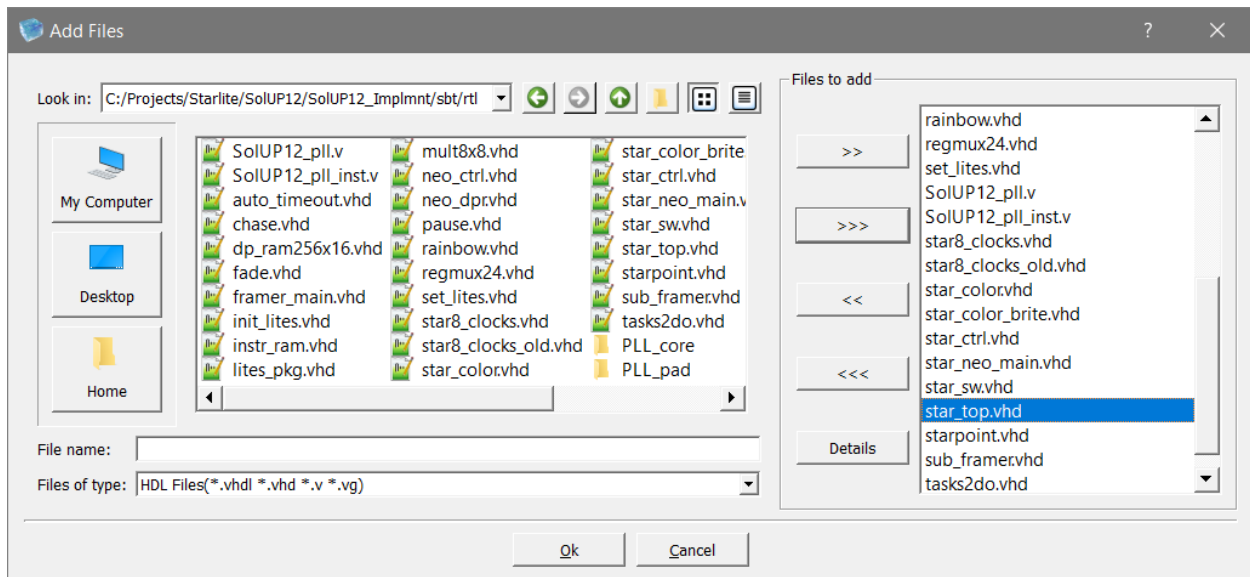 Add Files
Look in: C:/Projects/Starlite/SolUP12/SolUP12_Implmnt/sbt/rtl
My Computer
Desktop
Home
SolUP12_pll.v
SolUP12_pll_inst.v
auto_timeout.vhd
chase.vhd
dp_ram256x16.vhd
fade.vhd
framer_main.vhd
init_lites.vhd
instr_ram.vhd
lites_pkg.vhd
mult8x8.vhd
neo_ctrl.vhd
neo_dpr.vhd
pause.vhd
rainbow.vhd
regmux24.vhd
set_lites.vhd
star8_clocks.vhd
star8_clocks_old.vhd
star_color.vhd
star_color_brite
star_ctrl.vhd
star_neo_main.v
star_sw.vhd
star_top.vhd
starpoint.vhd
sub_framer.vhd
tasks2do.vhd
PLL_core
PLL_pad
File name:
Files of type: HDL Files(*.vhdl *.vhd *.v *.vg)
Files to add
>>
>>>
<<
<<<
Details
rainbow.vhd
regmux24.vhd
set_lites.vhd
SolUP12_pll.v
SolUP12_pll_inst.v
star8_clocks.vhd
star8_clocks_old.vhd
star_color.vhd
star_color_brite.vhd
star_ctrl.vhd
star_neo_main.vhd
star_sw.vhd
star_top.vhd
starpoint.vhd
sub_framer.vhd
tasks2do.vhd
Ok
Cancel